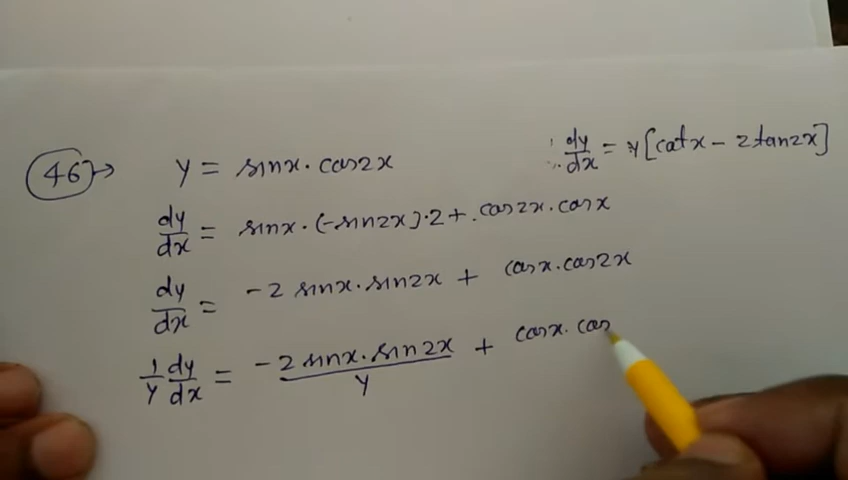 46 → y = sinx · cos2x
∴ dy/dx = y[cotx − 2tan2x]
dy/dx = sinx · (−sin2x) · 2 + cos2x · cosx
dy/dx = −2 sinx · sin2x + cosx · cos2x
1/y dy/dx = −2 sinx · sin2x/y + cosx · cos